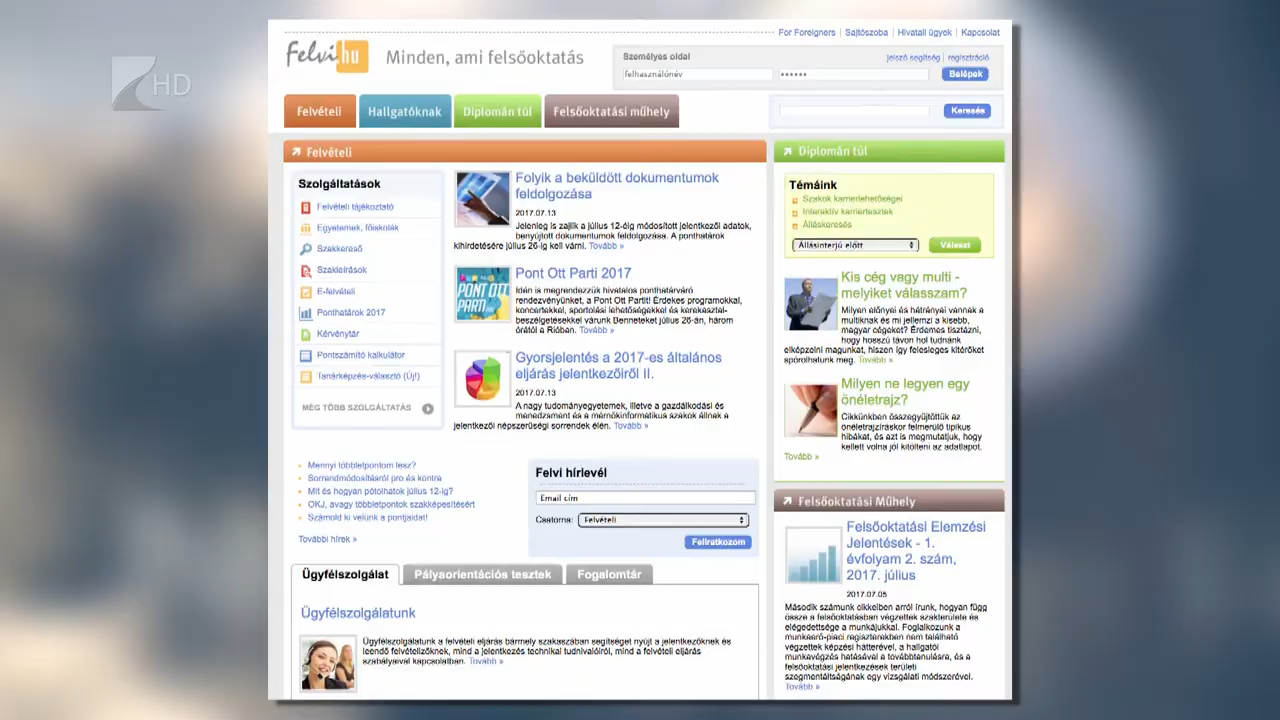 HD
For Foreigners | Sajtószoba | Hivatali ügyek | Kapcsolat
Felvi.hu
Minden, ami felsőoktatás
Személyes oldal
jelszó segítség | regisztráció
felhasználónév
••••••
Belépek
Felvételi
Hallgatóknak
Diplomán túl
Felsőoktatási műhely
Keresés
Felvételi
Szolgáltatások
Felvételi tájékoztató
Egyetemek, főiskolák
Szakkereső
Szakleírások
E-felvételi
Ponthatárok 2017
Kérvénytár
Pontszámító kalkulátor
Tanárképzés-választó (Új!)
MÉG TÖBB SZOLGÁLTATÁS
Folyik a beküldött dokumentumok
feldolgozása
2017.07.13
Jelenleg is zajlik a július 12-éig módosított jelentkezői adatok,
benyújtott dokumentumok feldolgozása. A ponthatárok
kihirdetésére július 26-ig kell várni. Tovább »
Pont Ott Parti 2017
Idén is megrendezzük hivatalos ponthatárváró
rendezvényünket, a Pont Ott Partit! Érdekes programokkal,
koncertekkel, sportolási lehetőségekkel és kerekasztal-
beszélgetésekkel várunk Benneteket július 26-án, három
órától a Rióban. Tovább »
PONT OTT
PARTI
Gyorsjelentés a 2017-es általános
eljárás jelentkezőiről II.
2017.07.13
A nagy tudományegyetemek, illetve a gazdálkodási és
menedzsment és a mérnökinformatikus szakok állnak a
jelentkezői népszerűségi sorrendek élén. Tovább »
Mennyi többletpontom lesz?
Sorrendmódosításról pro és kontra
Mit és hogyan pótolhatok július 12-ig?
OKJ, avagy többletpontok szakképesítésért
Számold ki velünk a pontjaidat!
További hírek »
Felvi hírlevél
Email cím
Csatorna: Felvételi
Feliratkozom
Ügyfélszolgálat
Pályaorientációs tesztek
Fogalomtár
Ügyfélszolgálatunk
Ügyfélszolgálatunk a felvételi eljárás bármely szakaszában segítséget nyújt a jelentkezőknek és
leendő felvételizőknek, mind a jelentkezés technikai tudnivalóiról, mind a felvételi eljárás
szabályaival kapcsolatban. Tovább »
Diplomán túl
Témáink
Szakok karrierlehetőségei
Interaktív karriertesztek
Álláskeresés
Állásinterjú előtt
Választ
Kis cég vagy multi -
melyiket válasszam?
Milyen előnyei és hátrányai vannak a
multiknak és mi jellemzi a kisebb,
magyar cégeket? Érdemes tisztázni,
hogy hosszú távon hol tudnánk
elképzelni magunkat, hiszen így felesleges kitérőket
spórolhatunk meg. Tovább »
Milyen ne legyen egy
önéletrajz?
Cikkünkben összegyűjtöttük az
önéletrajzíráskor felmerülő tipikus
hibákat, és azt is megmutatjuk, hogy
kellett volna jól kitölteni az adatlapot.
Tovább »
Felsőoktatási Műhely
Felsőoktatási Elemzési
Jelentések - 1.
évfolyam 2. szám,
2017. július
2017.07.05
Második számunk cikkeiben arról írunk, hogyan függ
össze a felsőoktatásban végzettek szakterülete és
elégedettsége a munkájukkal. Foglalkozunk a
munkaerő-piaci regiszterekben nem található
végzettek képzési hátterével, a hallgatói
munkavégzés hatásával a továbbtanulásra, és a
felsőoktatási jelentkezések területi
szegmentáltságának egy vizsgálati módszerével.
Tovább »